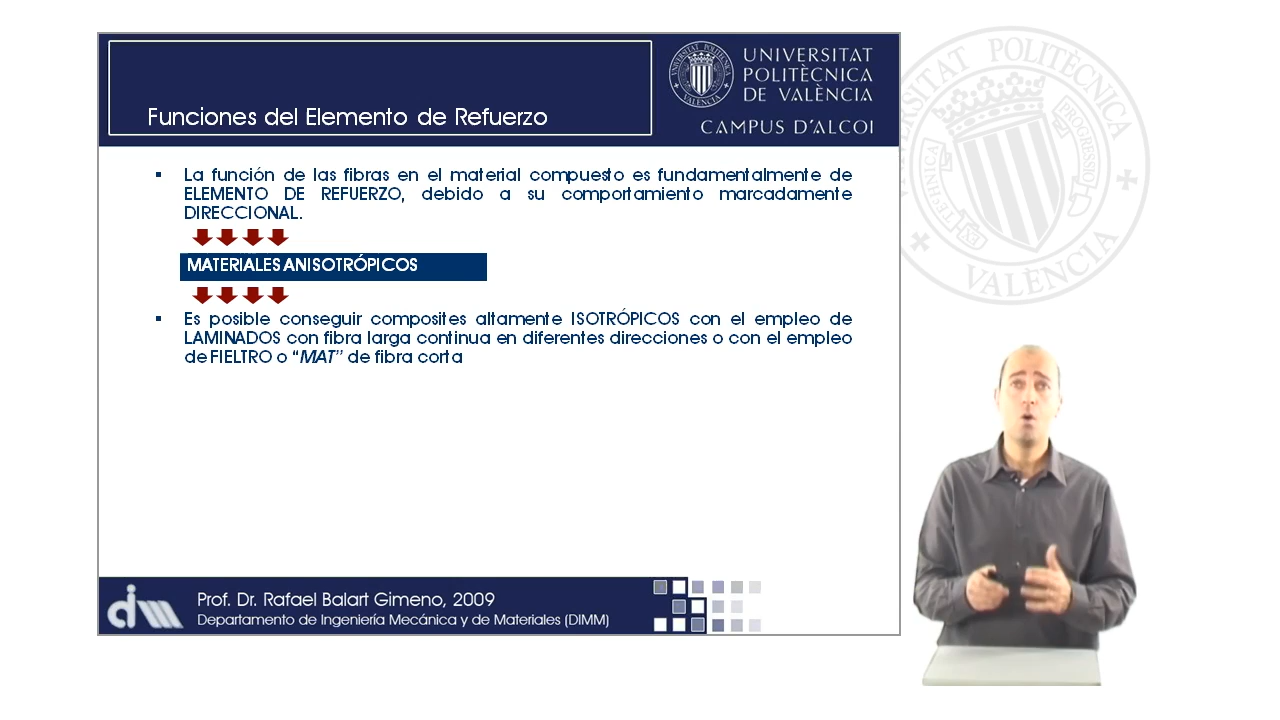 UNIVERSITAT
POLITÈCNICA
DE VALÈNCIA
CAMPUS D'ALCOI
Funciones del Elemento de Refuerzo
▪ La función de las fibras en el material compuesto es fundamentalmente de
ELEMENTO DE REFUERZO, debido a su comportamiento marcadamente
DIRECCIONAL.
MATERIALES ANISOTRÓPICOS
▪ Es posible conseguir composites altamente ISOTRÓPICOS con el empleo de
LAMINADOS con fibra larga continua en diferentes direcciones o con el empleo
de FIELTRO o "MAT" de fibra corta
dim
Prof. Dr. Rafael Balart Gimeno, 2009
Departamento de Ingeniería Mecánica y de Materiales (DIMM)
POLITÈCNICA
VALÈNCIA